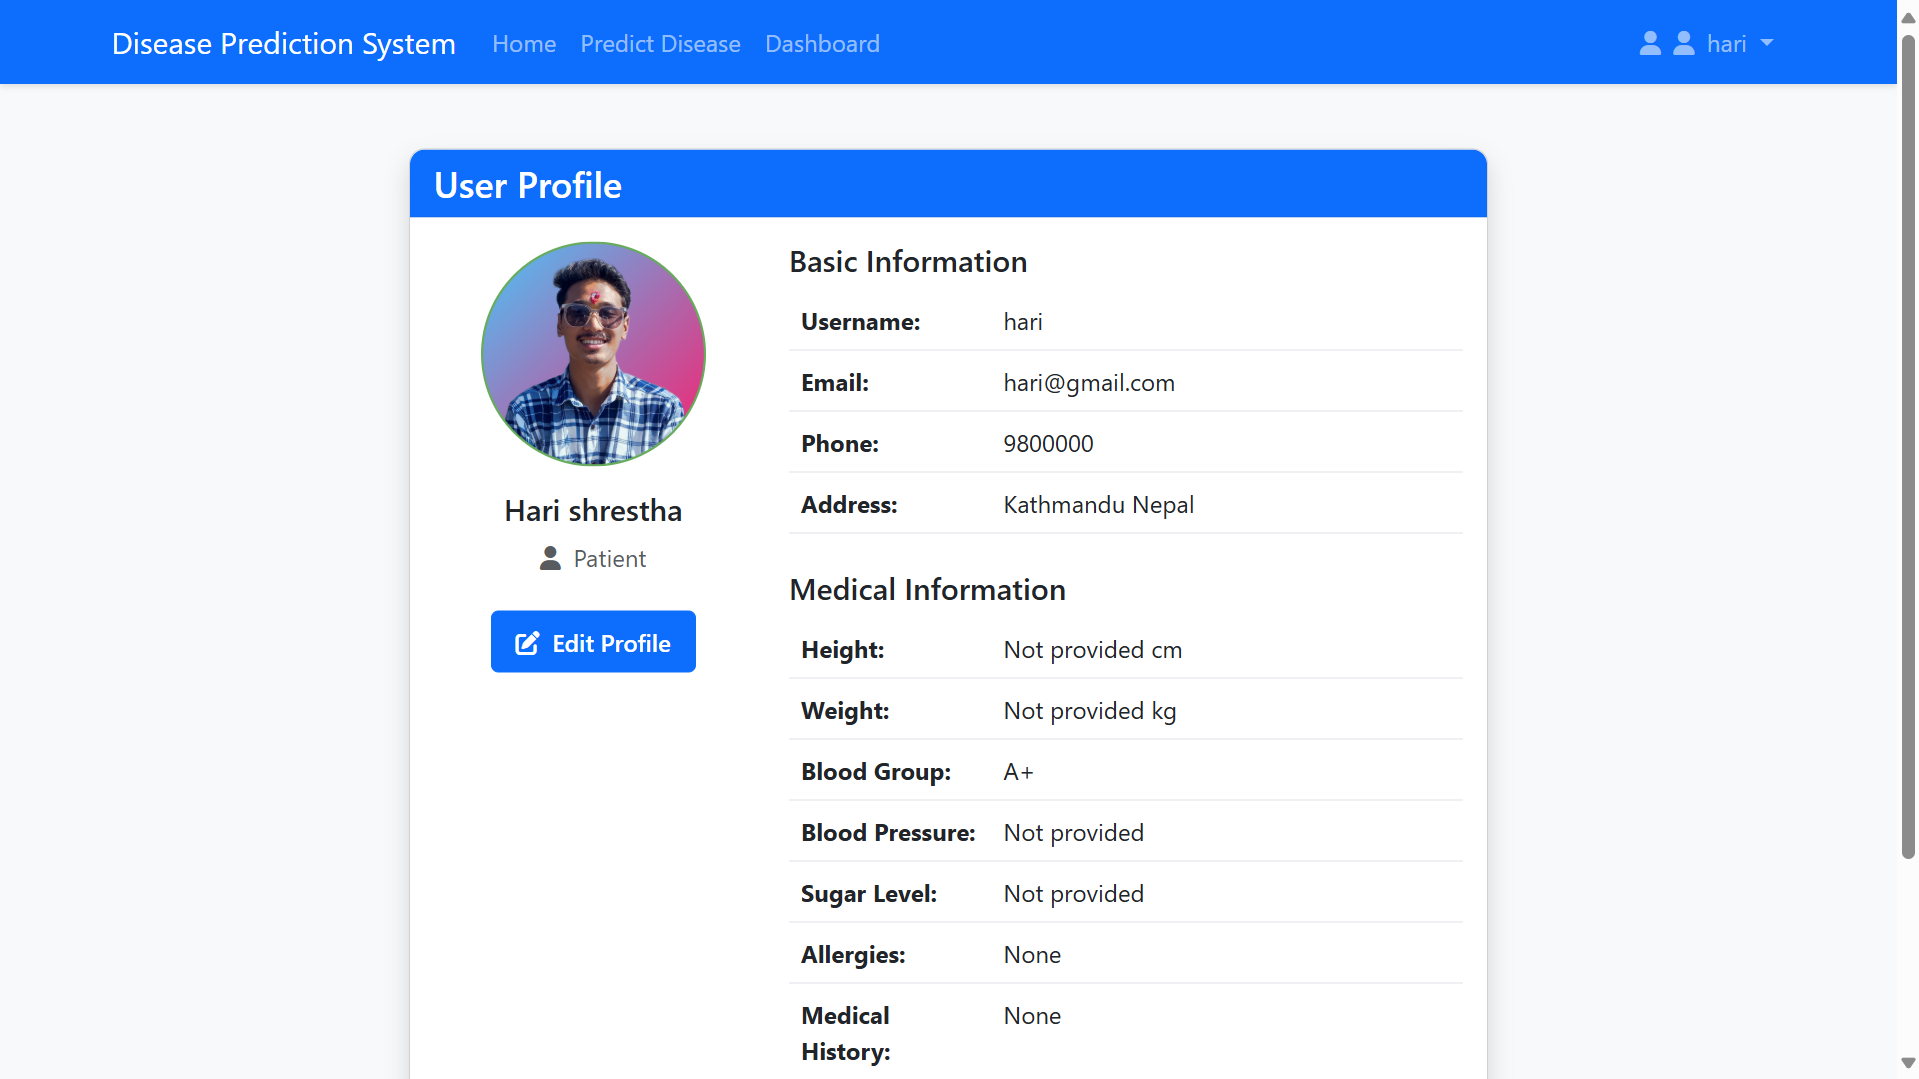 Disease Prediction System Home Predict Disease Dashboard hari
User Profile
Hari shrestha
Patient
Edit Profile
Basic Information
Username: hari
Email: hari@gmail.com
Phone: 9800000
Address: Kathmandu Nepal
Medical Information
Height: Not provided cm
Weight: Not provided kg
Blood Group: A+
Blood Pressure: Not provided
Sugar Level: Not provided
Allergies: None
Medical History: None